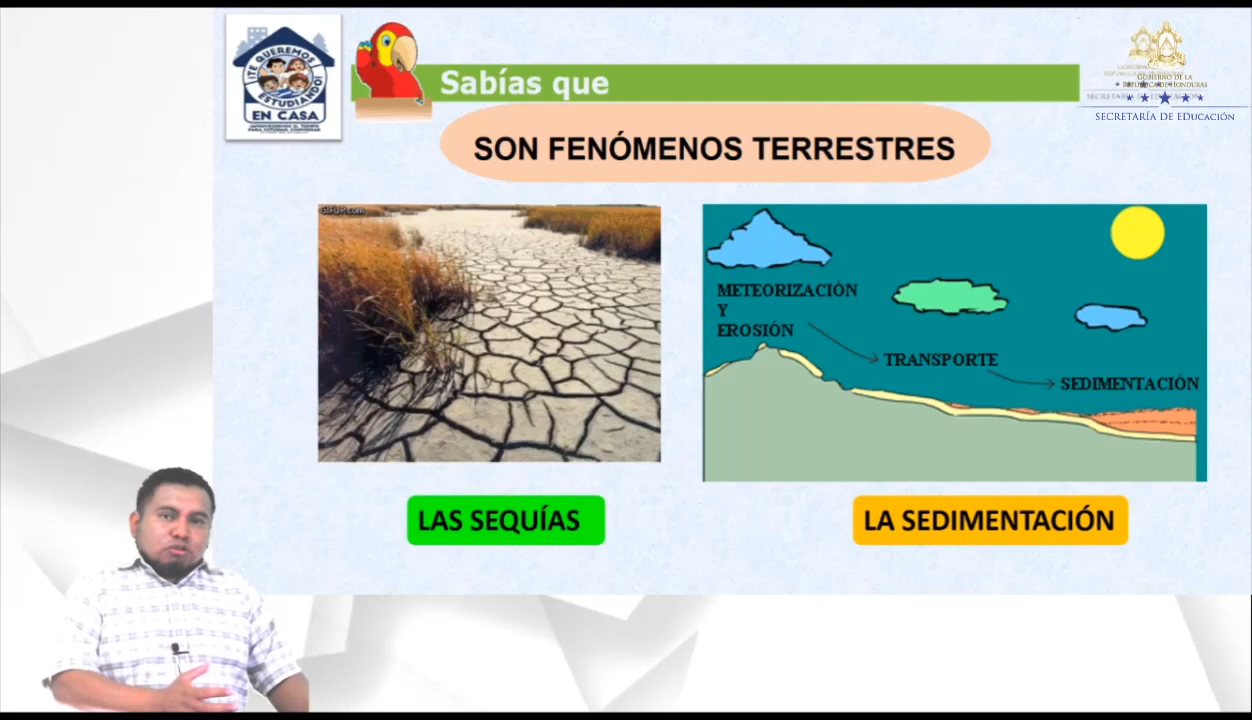 ¡TE QUEREMOS
ESTUDIANDO!
EN CASA
Sabías que
GOBIERNO DE LA
REPÚBLICA DE HONDURAS
SECRETARÍA DE EDUCACIÓN
SON FENÓMENOS TERRESTRES
METEORIZACIÓN
Y
EROSIÓN
TRANSPORTE
SEDIMENTACIÓN
LAS SEQUÍAS
LA SEDIMENTACIÓN